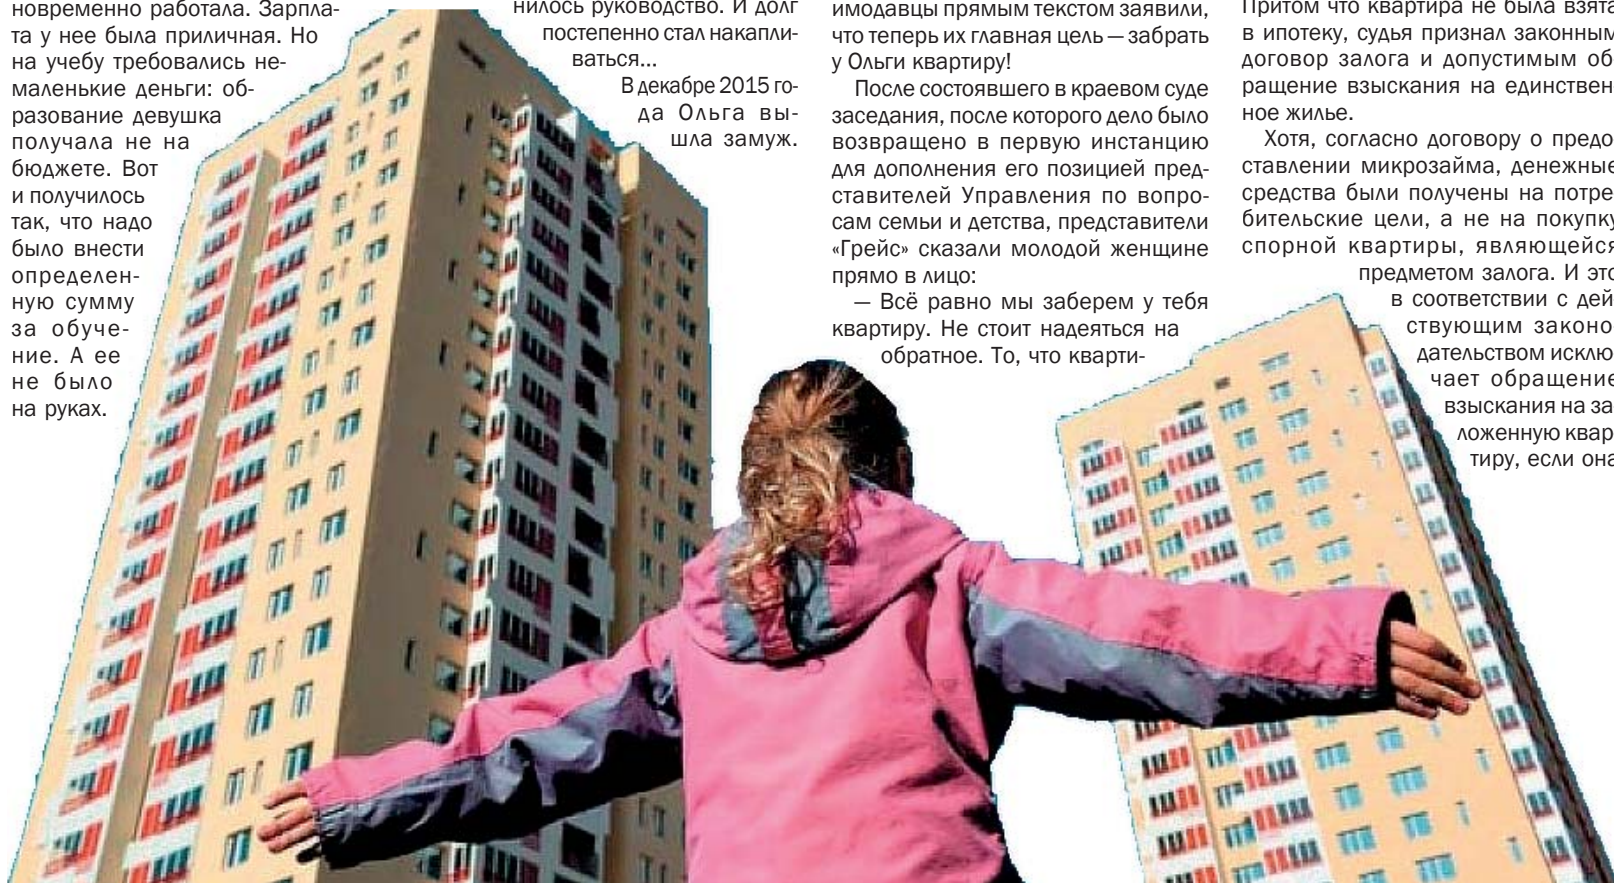 новременно работала. Зарпла-
та у нее была приличная. Но
на учебу требовались не-
маленькие деньги: об-
разование девушка
получала не на
бюджете. Вот
и получилось
так, что надо
было внести
определен-
ную сумму
за обуче-
ние. А ее
не было
на руках.
нилось руководство. И долг
постепенно стал накапли-
ваться...
В декабре 2015 го-
да Ольга вы-
шла замуж.
имодавцы прямым текстом заявили,
что теперь их главная цель — забрать
у Ольги квартиру!
После состоявшего в краевом суде
заседания, после которого дело было
возвращено в первую инстанцию
для дополнения его позицией пред-
ставителей Управления по вопро-
сам семьи и детства, представители
«Грейс» сказали молодой женщине
прямо в лицо:
— Всё равно мы заберем у тебя
квартиру. Не стоит надеяться на
обратное. То, что кварти-
Притом что квартира не была взята
в ипотеку, судья признал законным
договор залога и допустимым об-
ращение взыскания на единствен-
ное жилье.
Хотя, согласно договору о предо-
ставлении микрозайма, денежные
средства были получены на потре-
бительские цели, а не на покупку
спорной квартиры, являющейся
предметом залога. И это
в соответствии с дей-
ствующим законо-
дательством исклю-
чает обращение
взыскания на за-
ложенную квар-
тиру, если она